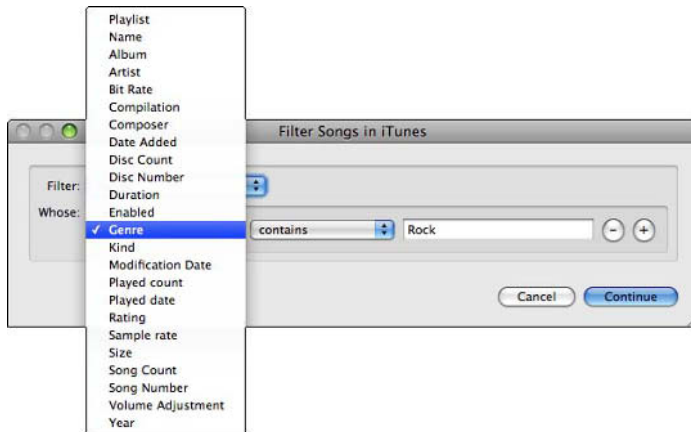 Playlist
Name
Album
Artist
Bit Rate
Compilation
Composer
Date Added
Disc Count
Disc Number
Duration
Enabled
✓ Genre
Kind
Modification Date
Played count
Played date
Rating
Sample rate
Size
Song Count
Song Number
Volume Adjustment
Year
Filter Songs in iTunes
Filter:
Whose:
contains Rock
Cancel Continue